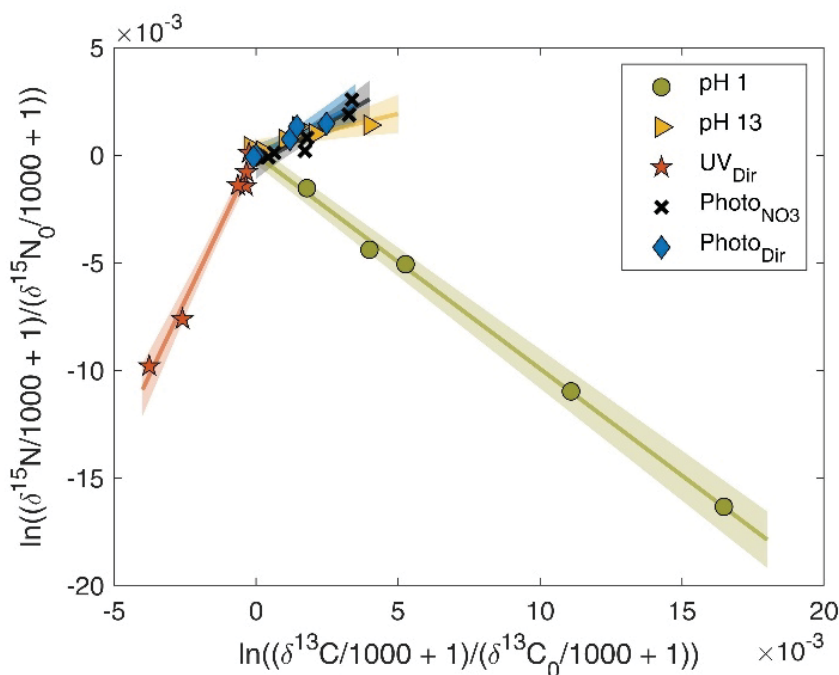 ×10⁻³
5
0
-5
-10
-15
-20
ln((δ¹⁵N/1000 + 1)/(δ¹⁵N₀/1000 + 1))
pH 1
pH 13
UV_Dir
Photo_NO3
Photo_Dir
-5 0 5 10 15 20
ln((δ¹³C/1000 + 1)/(δ¹³C₀/1000 + 1)) ×10⁻³